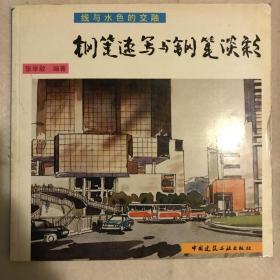 线与水色的交融
钢笔速写与钢笔淡彩
张举毅 编著
中国建筑工业出版社